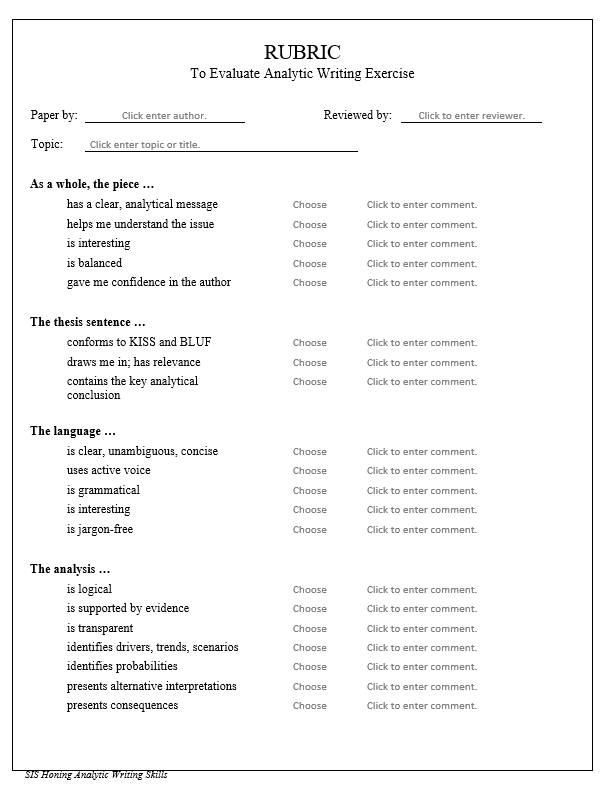 RUBRIC
To Evaluate Analytic Writing Exercise
Paper by: Click enter author. Reviewed by: Click to enter reviewer.
Topic: Click enter topic or title.
As a whole, the piece …
has a clear, analytical message Choose Click to enter comment.
helps me understand the issue Choose Click to enter comment.
is interesting Choose Click to enter comment.
is balanced Choose Click to enter comment.
gave me confidence in the author Choose Click to enter comment.
The thesis sentence …
conforms to KISS and BLUF Choose Click to enter comment.
draws me in; has relevance Choose Click to enter comment.
contains the key analytical Choose Click to enter comment.
conclusion
The language …
is clear, unambiguous, concise Choose Click to enter comment.
uses active voice Choose Click to enter comment.
is grammatical Choose Click to enter comment.
is interesting Choose Click to enter comment.
is jargon-free Choose Click to enter comment.
The analysis …
is logical Choose Click to enter comment.
is supported by evidence Choose Click to enter comment.
is transparent Choose Click to enter comment.
identifies drivers, trends, scenarios Choose Click to enter comment.
identifies probabilities Choose Click to enter comment.
presents alternative interpretations Choose Click to enter comment.
presents consequences Choose Click to enter comment.
SIS Honing Analytic Writing Skills